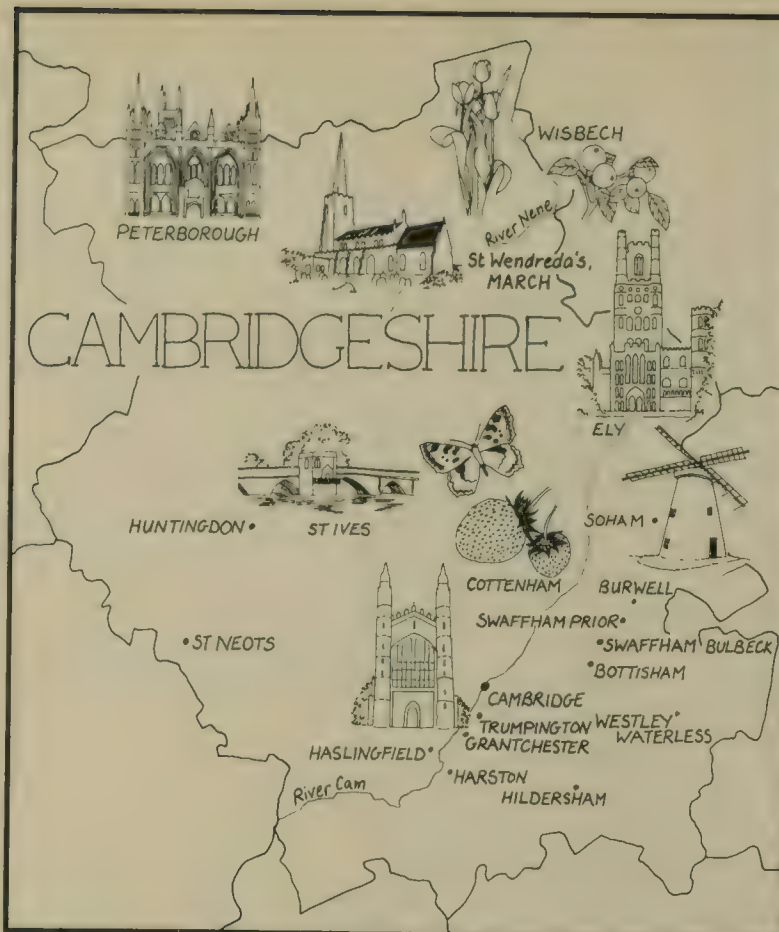 WISBECH
PETERBOROUGH
River Nene
St Wendreda's,
MARCH
CAMBRIDGESHIRE
ELY
HUNTINGDON
ST IVES
SOHAM
COTTENHAM
BURWELL
SWAFFHAM PRIOR
ST NEOTS
SWAFFHAM BULBECK
BOTTISHAM
CAMBRIDGE
TRUMPINGTON
WESTLEY
WATERLESS
GRANTCHESTER
HASLINGFIELD
HARSTON
River Cam
HILDERSHAM